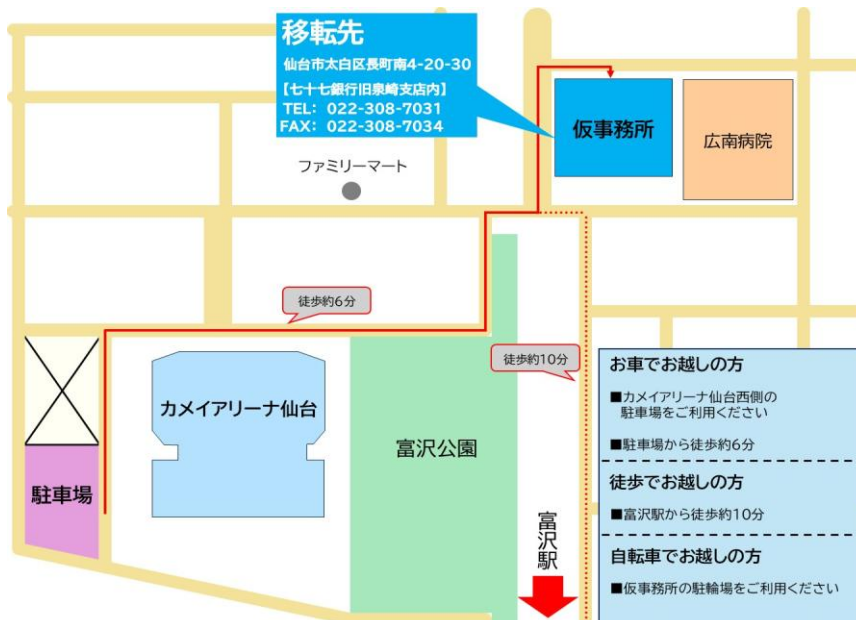 移転先
仙台市太白区長町南4-20-30
【七十七銀行旧泉崎支店内】
TEL: 022-308-7031
FAX: 022-308-7034
仮事務所
広南病院
ファミリーマート
徒歩約6分
徒歩約10分
カメイアリーナ仙台
富沢公園
駐車場
富沢駅
お車でお越しの方
■カメイアリーナ仙台西側の
駐車場をご利用ください
■駐車場から徒歩約6分
徒歩でお越しの方
■富沢駅から徒歩約10分
自転車でお越しの方
■仮事務所の駐輪場をご利用ください